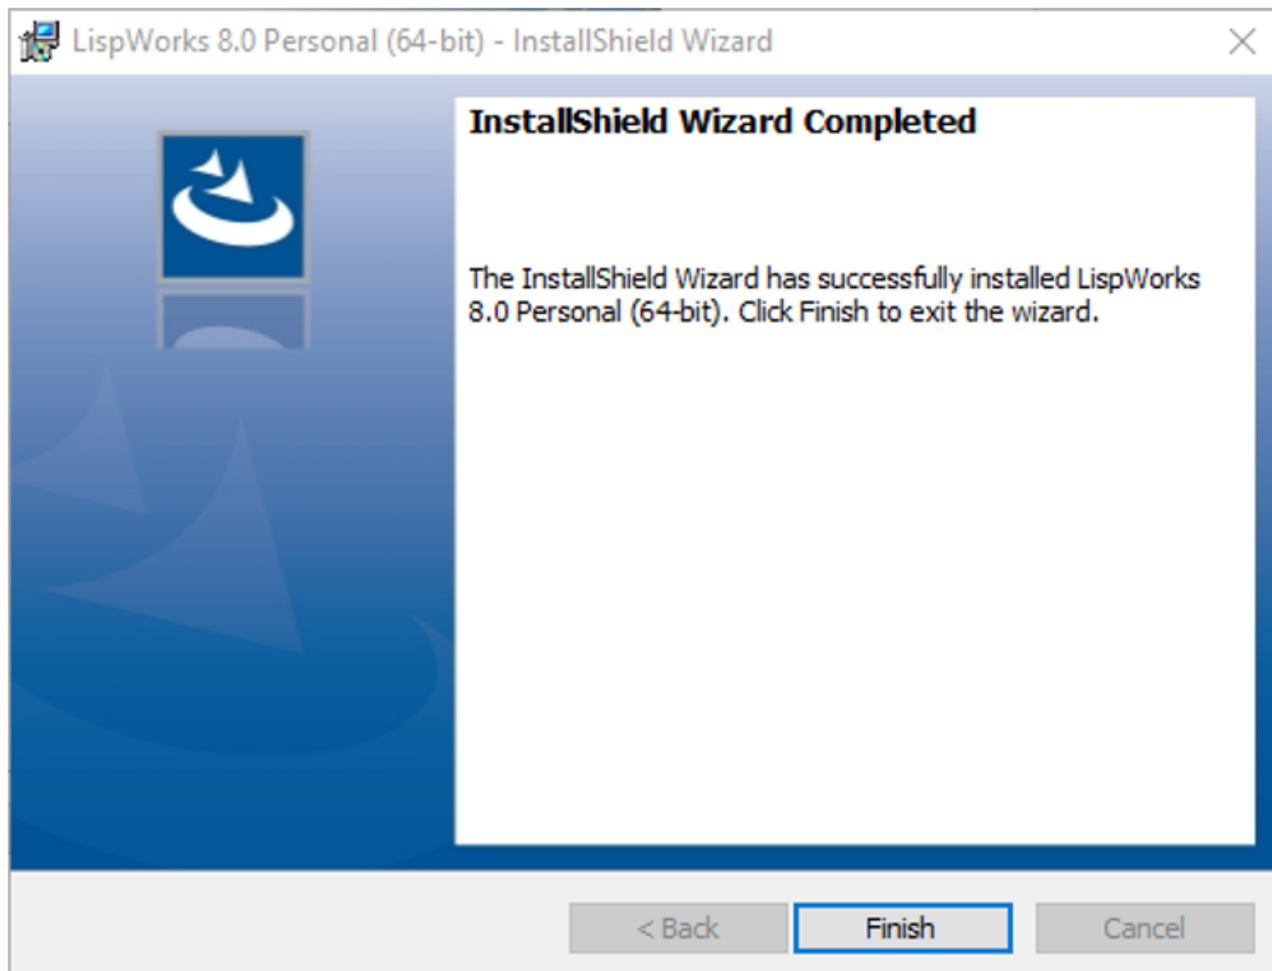 LispWorks 8.0 Personal (64-bit) - InstallShield Wizard
InstallShield Wizard Completed
The InstallShield Wizard has successfully installed LispWorks
8.0 Personal (64-bit). Click Finish to exit the wizard.
< Back
Finish
Cancel